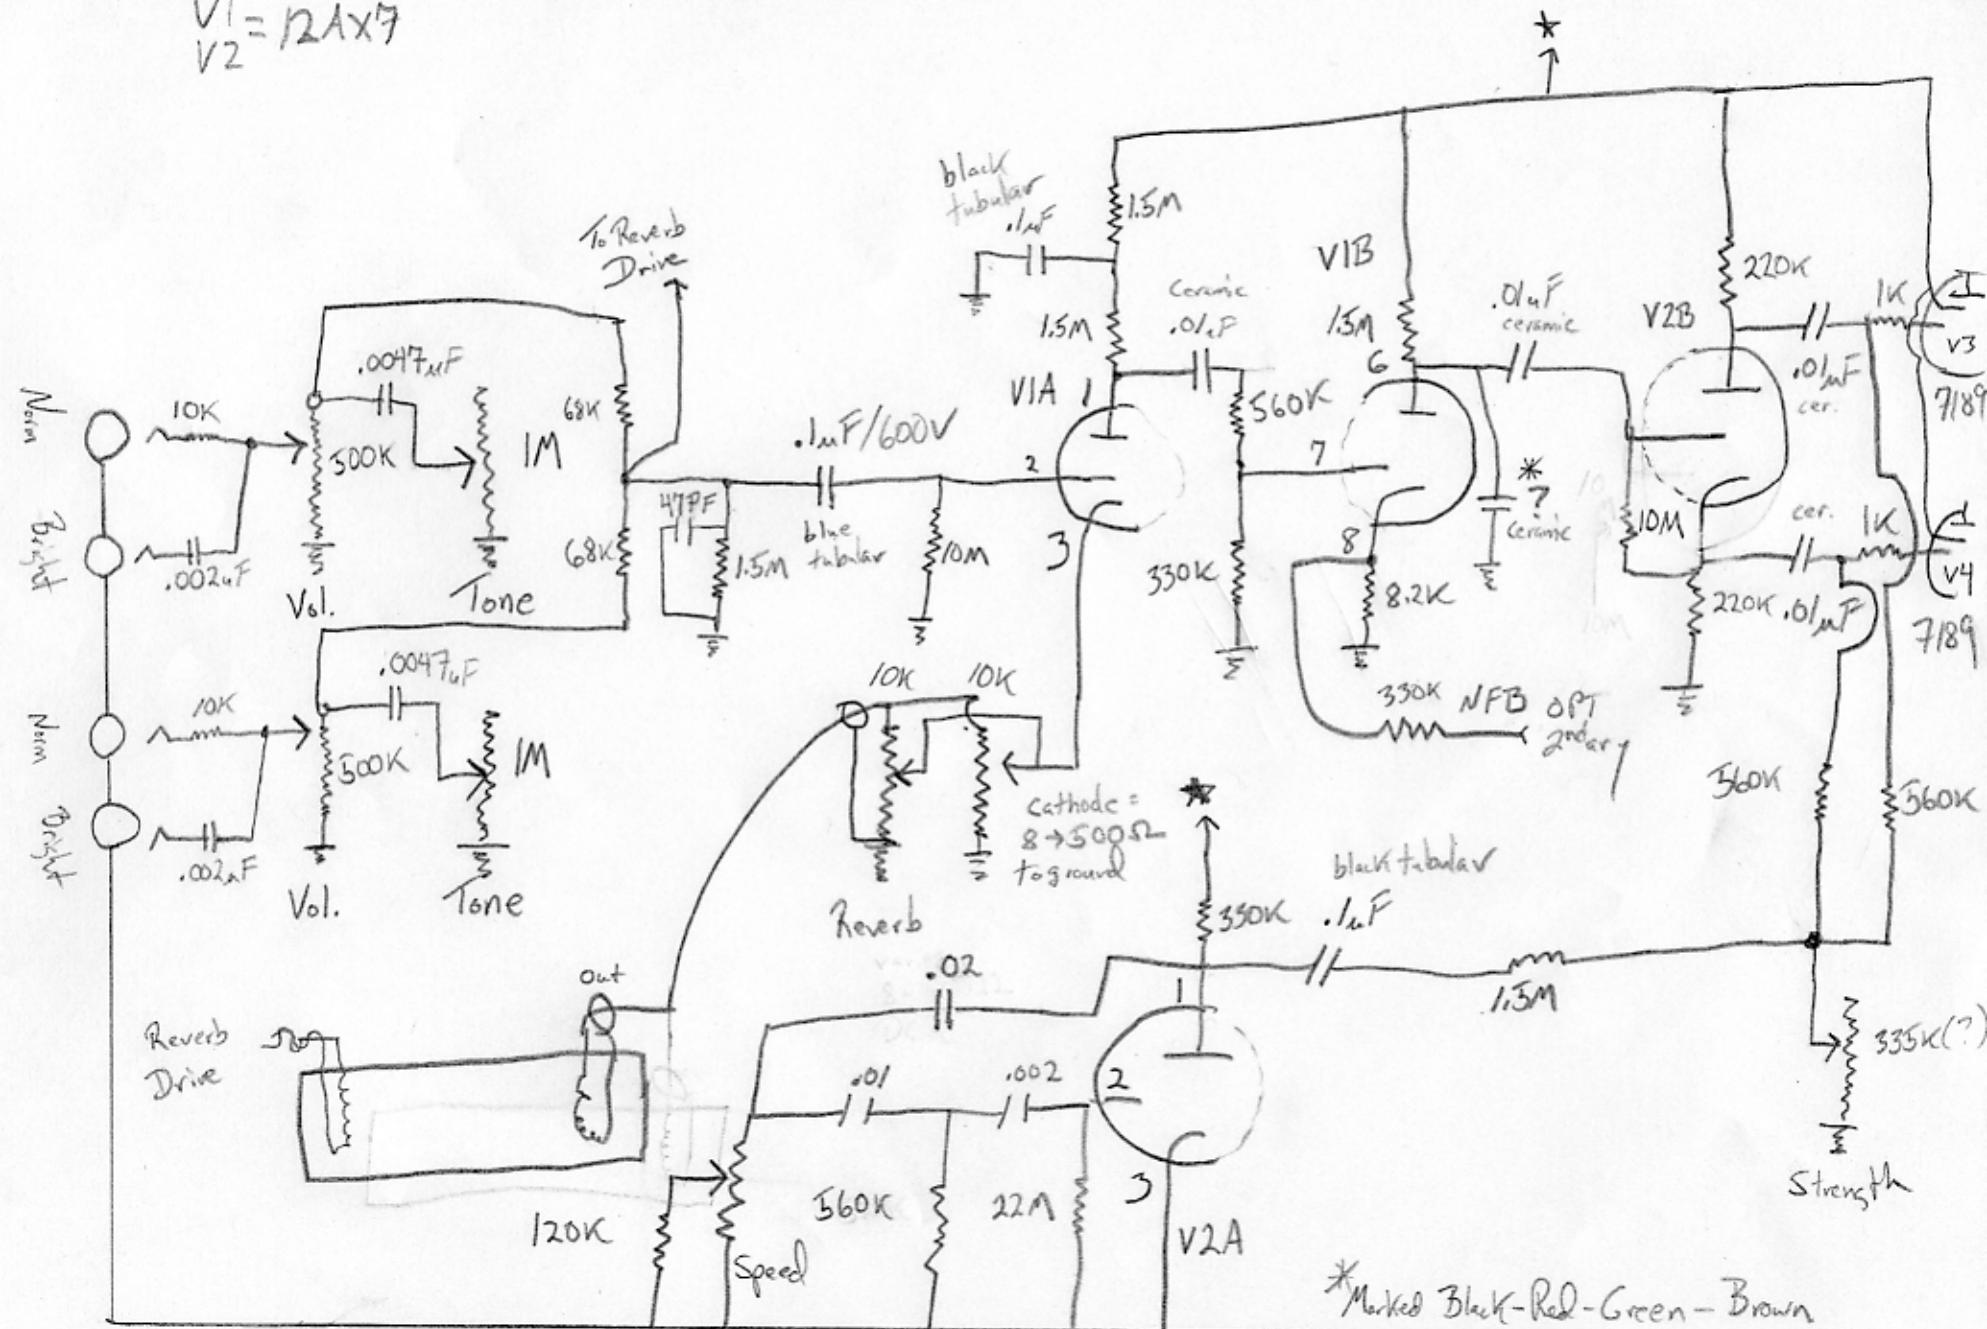 V1
V2 = 12AX7
*
black
tubular
.1uF
1.5M
To Reverb
Drive
V1B
220K
1K
Ceramic
.01uF
.01uF
ceramic
V2B
1.5M
1.5M
V3
7189
.01uF
cer.
.0047uF
68K
V1A
1
560K
6
Norm
10K
500K
1M
.1uF/600V
2
7
*
?
ceramic
47PF
blue
tubular
1.5M
10M
3
330K
8
8.2K
10M
cer.
1K
V4
7189
220K
.01uF
Bright
.002uF
68K
Vol.
Tone
.0047uF
10K
10K
330K NFB OPT
2ndary
Norm
10K
500K
1M
cathode =
8→500Ω
to ground
*
560K
560K
Bright
.002uF
Vol.
Tone
Reverb
330K
black tubular
.1uF
.02
Out
1
1.5M
Reverb
Drive
.01
.002
2
335K(?)
Strength
120K
Speed
560K
22M
3
V2A
*Marked Black-Red-Green-Brown